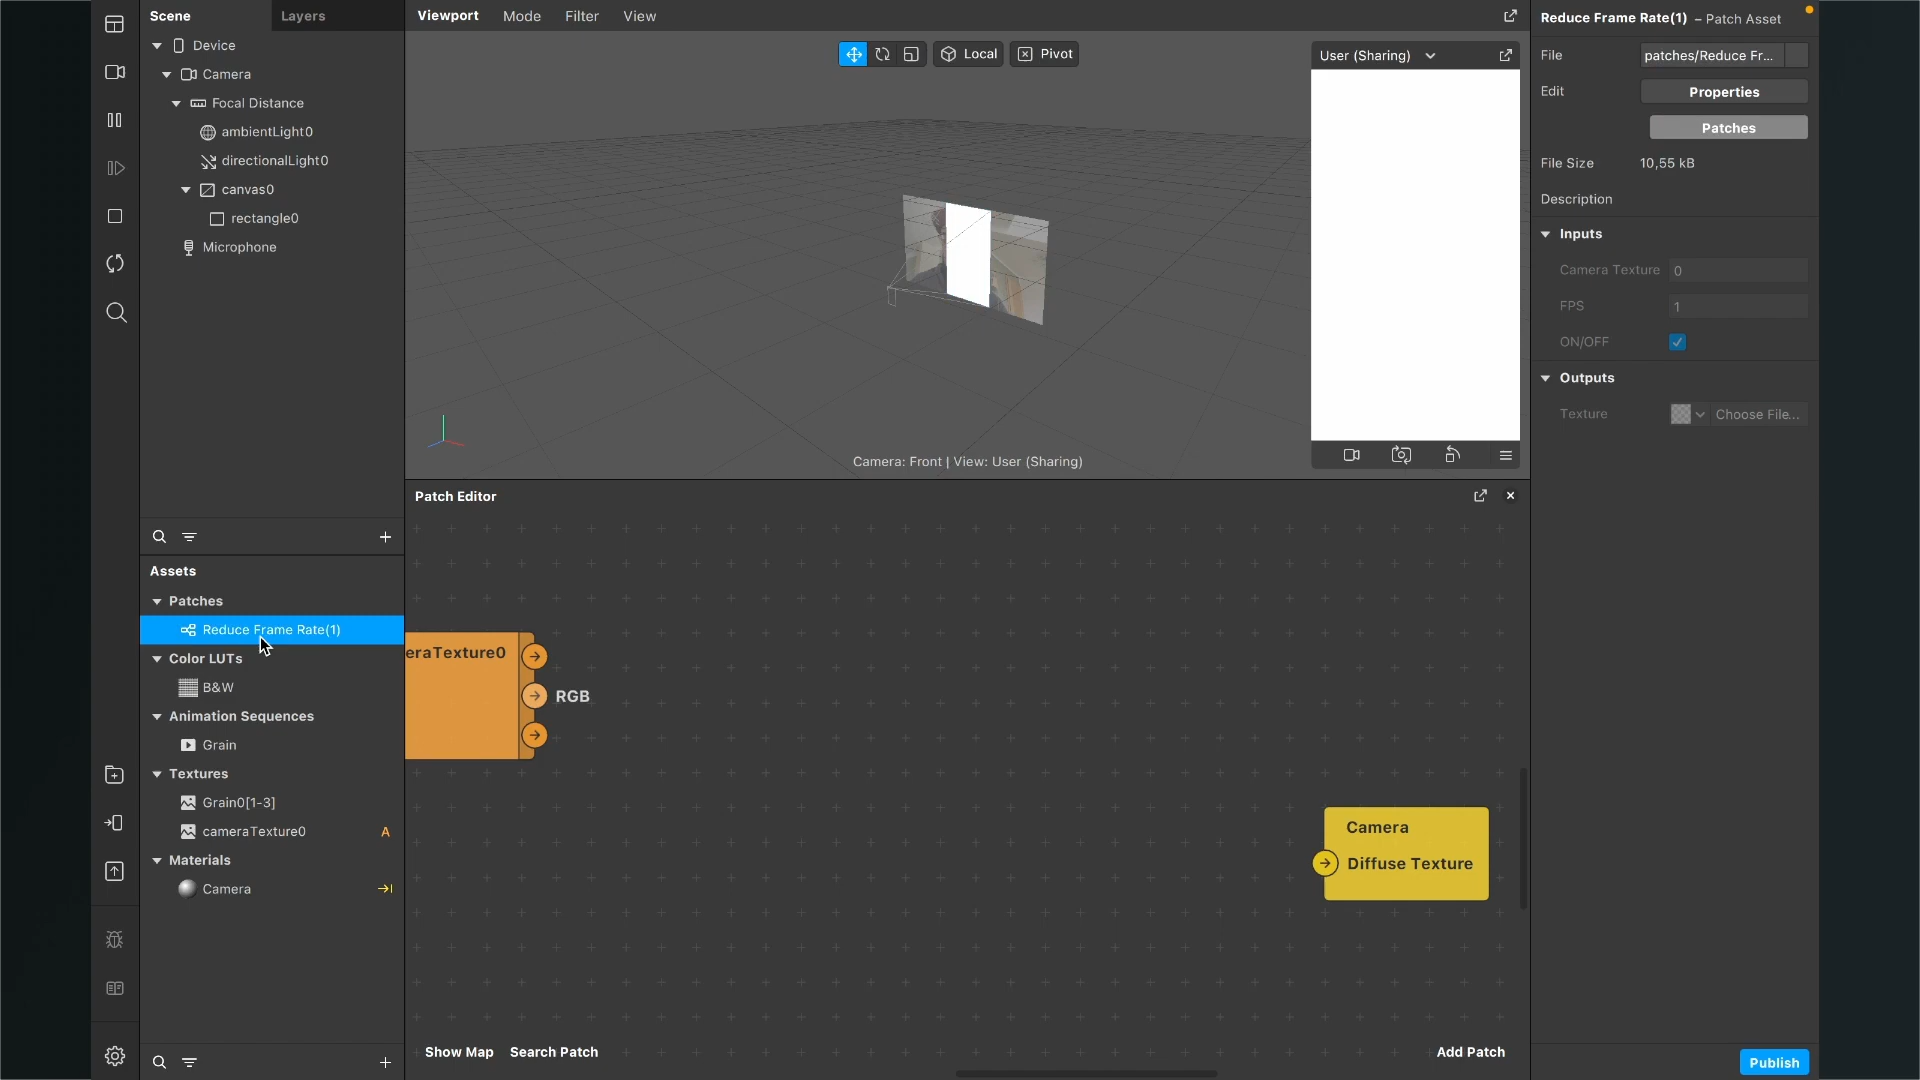 Scene
Layers
Device
Camera
Focal Distance
ambientLight0
directionalLight0
canvas0
rectangle0
Microphone
Assets
Patches
Reduce Frame Rate(1)
Color LUTs
B&W
Animation Sequences
Grain
Textures
Grain0[1-3]
cameraTexture0 A
Materials
Camera
Viewport Mode Filter View
Local
Pivot
User (Sharing)
Camera: Front | View: User (Sharing)
Patch Editor
eraTexture0
RGB
Camera
Diffuse Texture
Show Map Search Patch
Add Patch
Reduce Frame Rate(1) – Patch Asset
File patches/Reduce Fr...
Edit Properties
Patches
File Size 10,55 kB
Description
Inputs
Camera Texture 0
FPS 1
ON/OFF
Outputs
Texture Choose File...
Publish